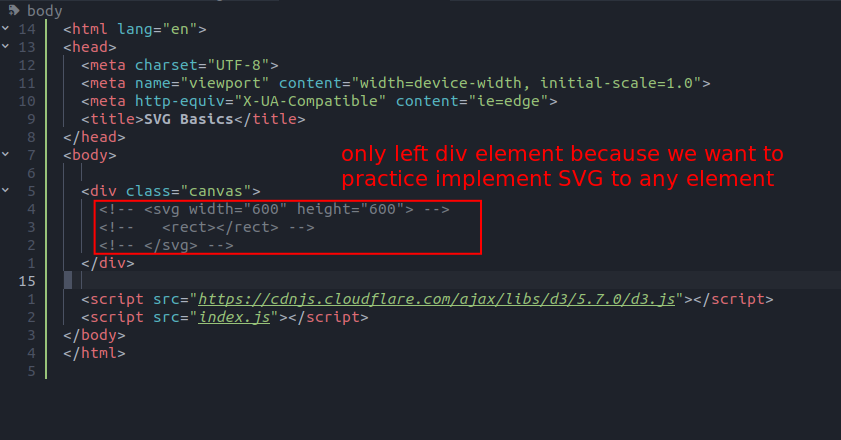 body
14 <html lang="en">
13 <head>
12 <meta charset="UTF-8">
11 <meta name="viewport" content="width=device-width, initial-scale=1.0">
10 <meta http-equiv="X-UA-Compatible" content="ie=edge">
9 <title>SVG Basics</title>
8 </head>
7 <body>
only left div element because we want to
6
practice implement SVG to any element
5 <div class="canvas">
4 <!-- <svg width="600" height="600"> -->
3 <!--   <rect></rect> -->
2 <!-- </svg> -->
1 </div>
15
1 <script src="https://cdnjs.cloudflare.com/ajax/libs/d3/5.7.0/d3.js"></script>
2 <script src="index.js"></script>
3 </body>
4 </html>
5